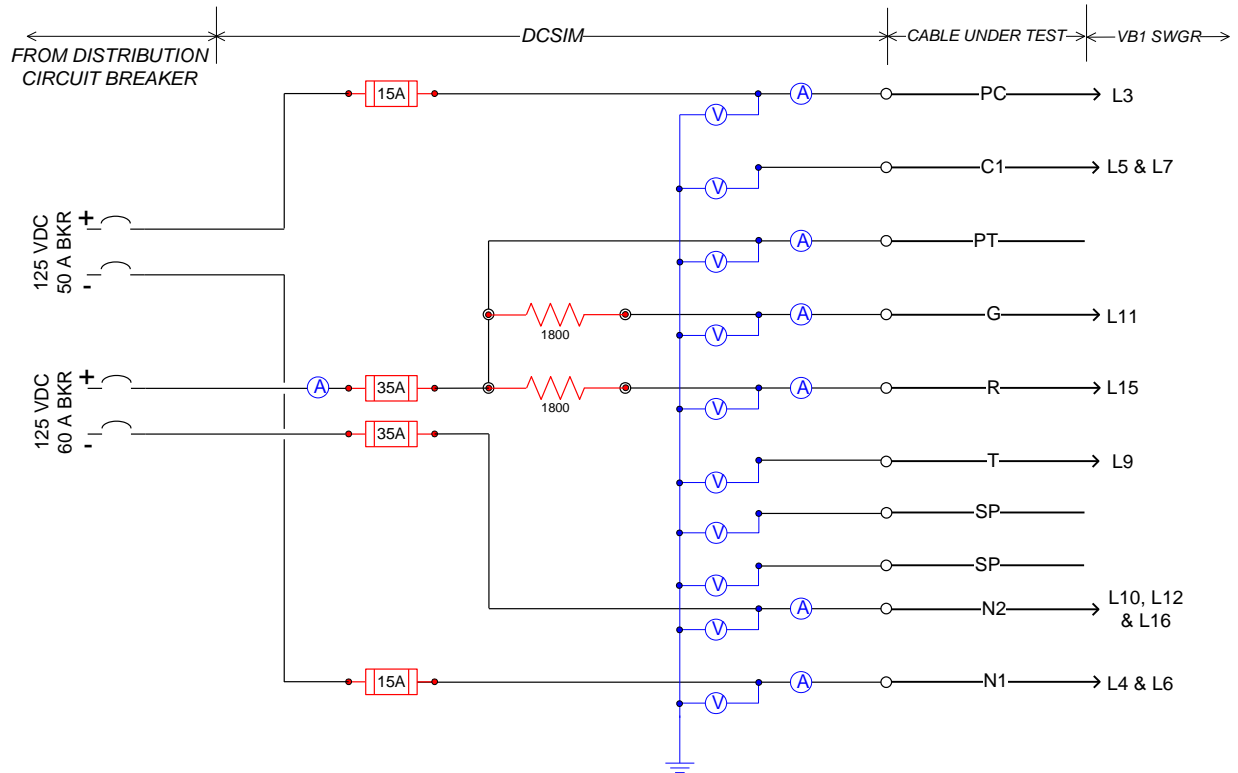 FROM DISTRIBUTION
CIRCUIT BREAKER
DCSIM
CABLE UNDER TEST
VB1 SWGR
15A
A
PC
L3
V
C1
L5 & L7
V
125 VDC
50 A BKR
+
-
A
PT
V
1800
A
G
L11
V
125 VDC
60 A BKR
+
-
A
35A
1800
A
R
L15
V
35A
T
L9
V
SP
V
SP
V
A
N2
L10, L12
& L16
V
15A
A
N1
L4 & L6
V